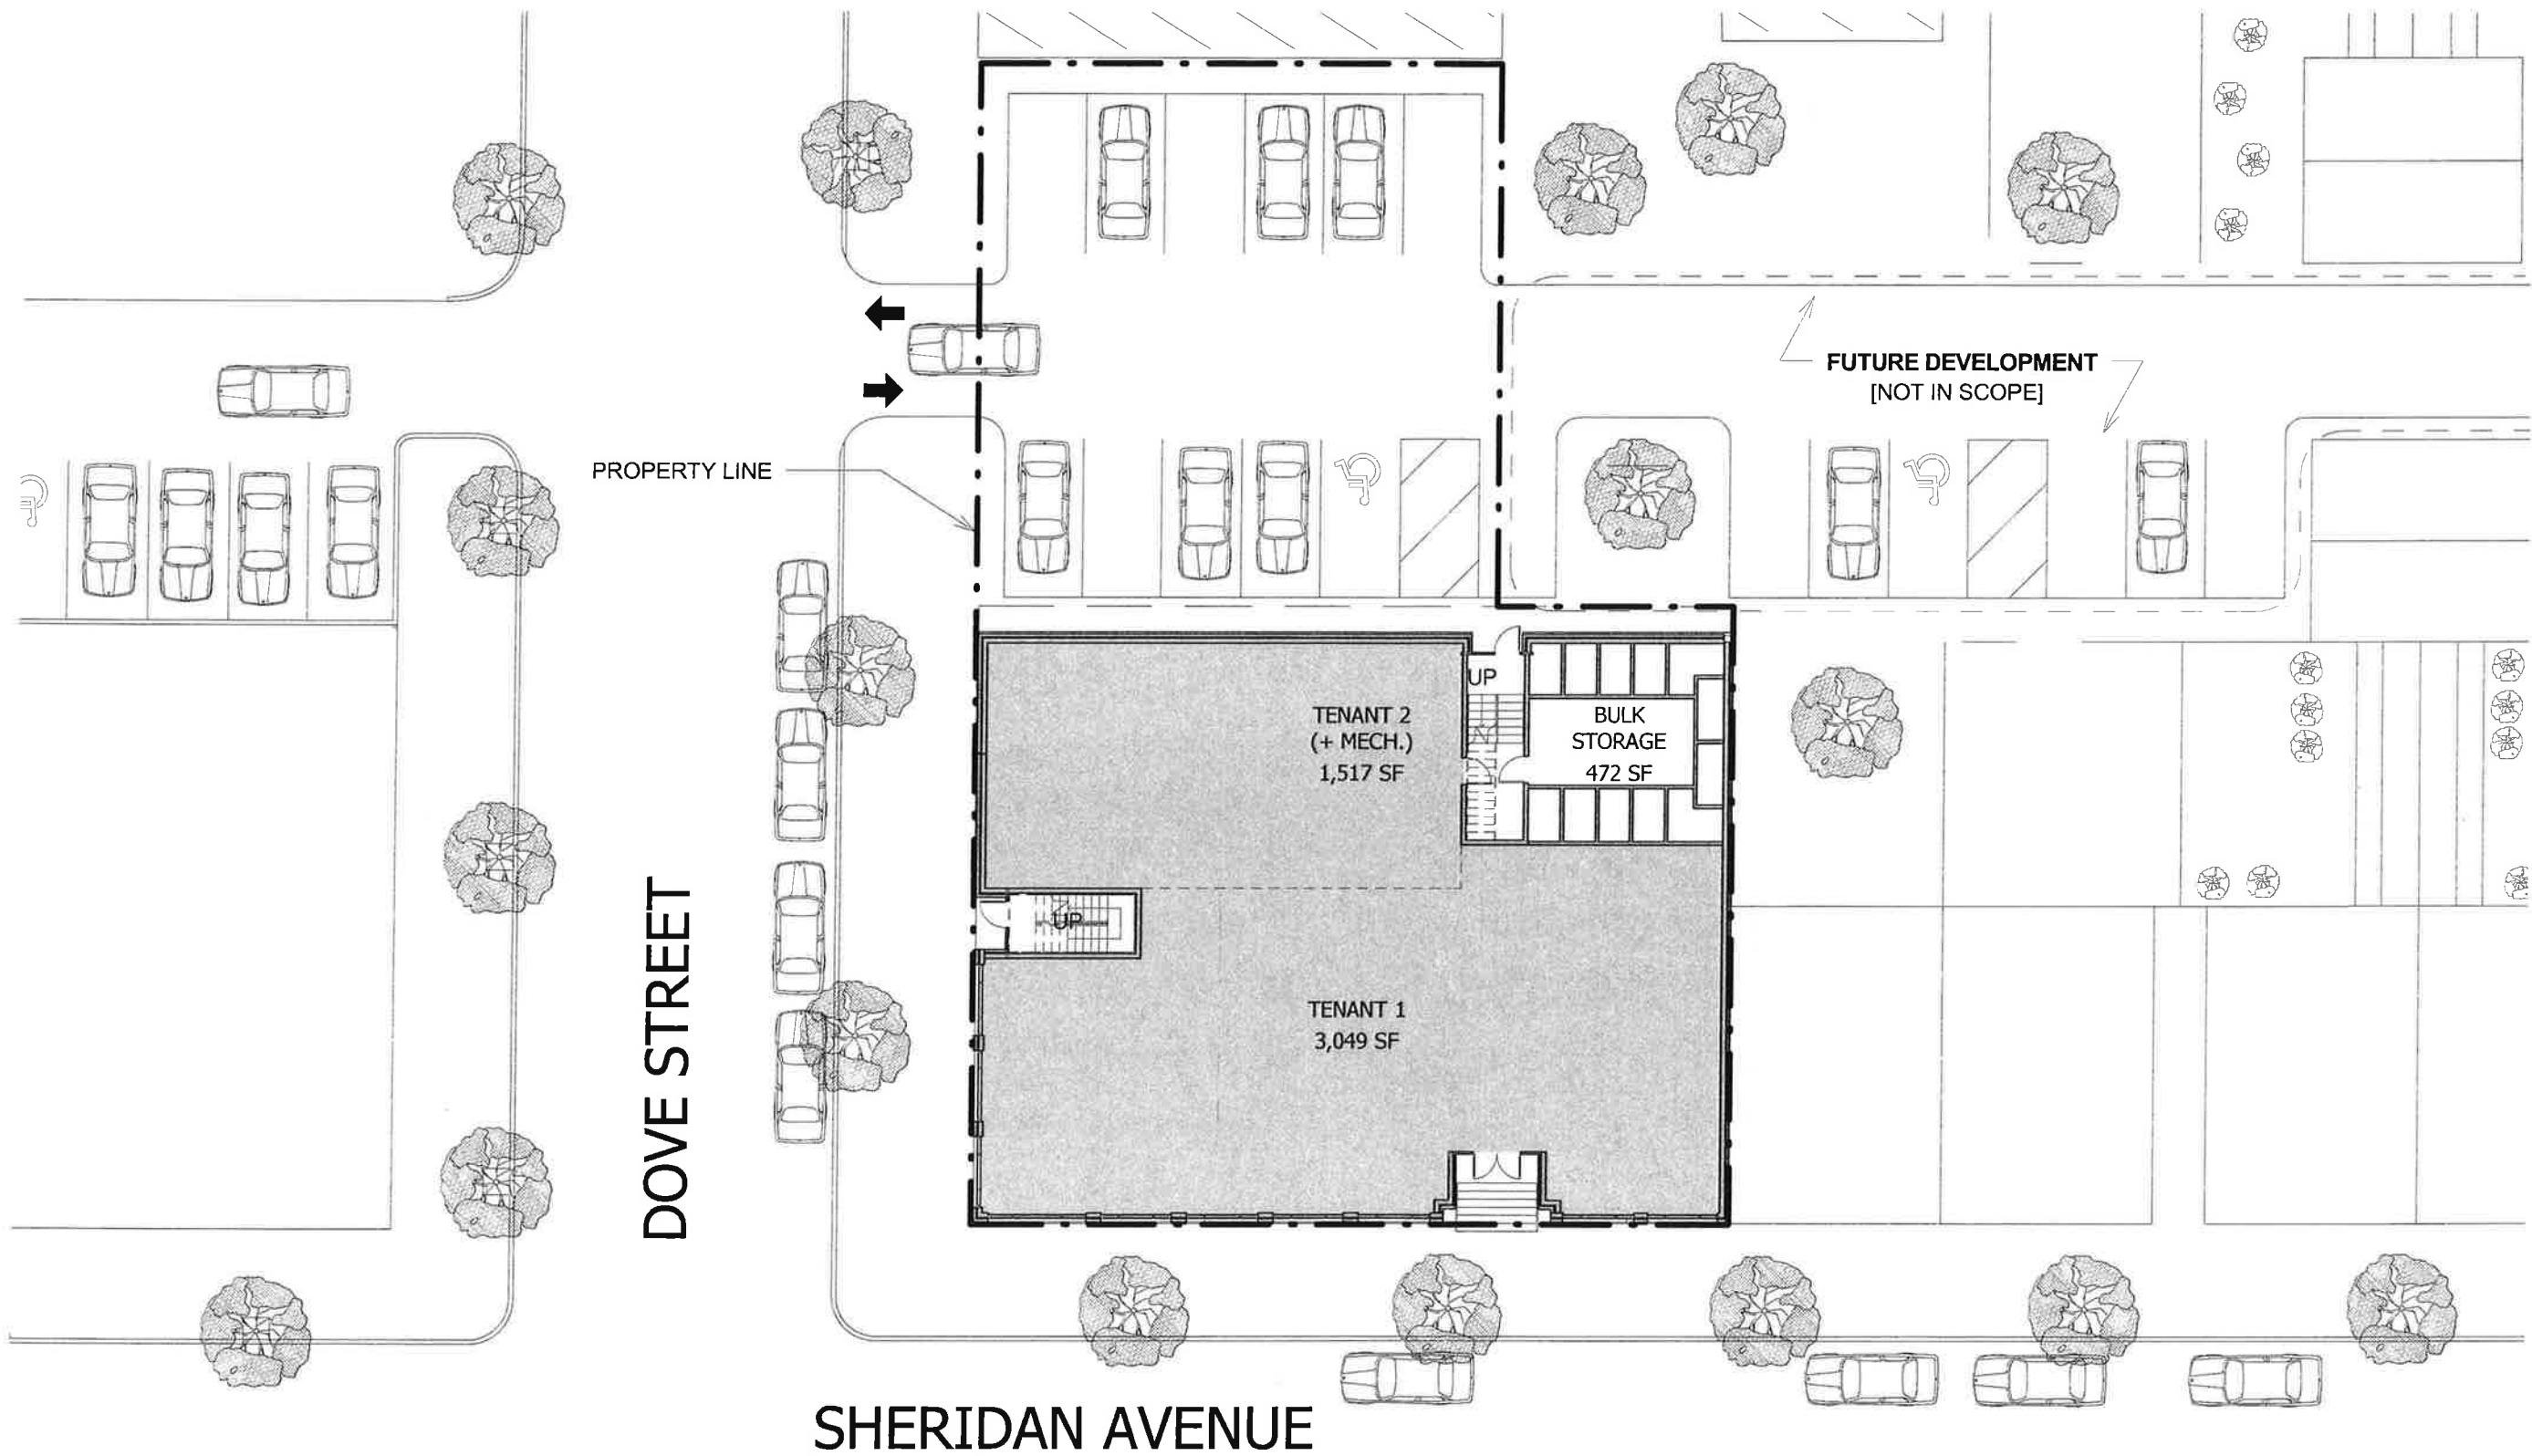 FUTURE DEVELOPMENT
[NOT IN SCOPE]
PROPERTY LINE
UP
TENANT 2
(+ MECH.)
1,517 SF
BULK
STORAGE
472 SF
UP
TENANT 1
3,049 SF
DOVE STREET
SHERIDAN AVENUE